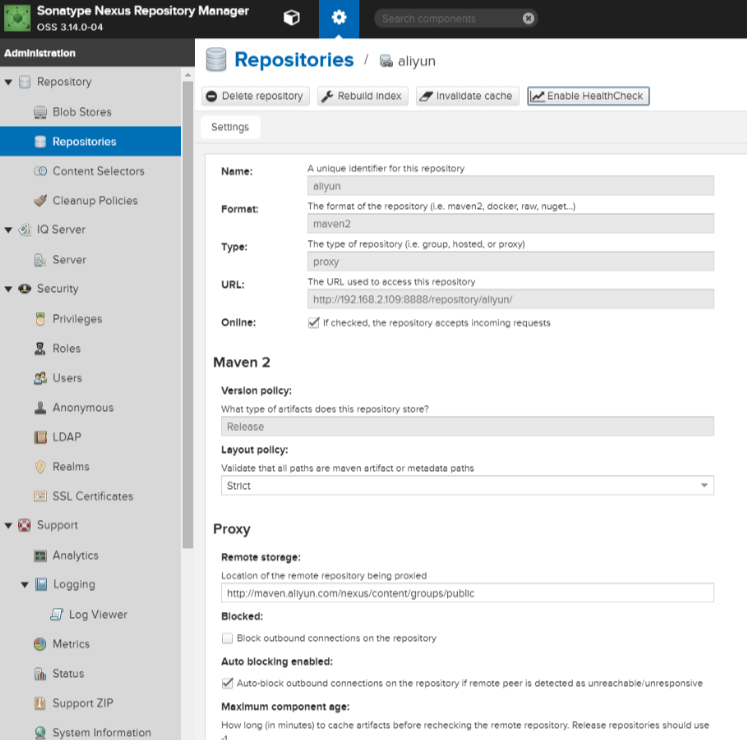 Sonatype Nexus Repository Manager
OSS 3.14.0-04
Search components
Administration
Repository
Blob Stores
Repositories
Content Selectors
Cleanup Policies
IQ Server
Server
Security
Privileges
Roles
Users
Anonymous
LDAP
Realms
SSL Certificates
Support
Analytics
Logging
Log Viewer
Metrics
Status
Support ZIP
System Information
Repositories / aliyun
Delete repository
Rebuild index
Invalidate cache
Enable HealthCheck
Settings
Name:
A unique identifier for this repository
aliyun
Format:
The format of the repository (i.e. maven2, docker, raw, nuget...)
maven2
Type:
The type of repository (i.e. group, hosted, or proxy)
proxy
URL:
The URL used to access this repository
http://192.168.2.109:8888/repository/aliyun/
Online:
If checked, the repository accepts incoming requests
Maven 2
Version policy:
What type of artifacts does this repository store?
Release
Layout policy:
Validate that all paths are maven artifact or metadata paths
Strict
Proxy
Remote storage:
Location of the remote repository being proxied
http://maven.aliyun.com/nexus/content/groups/public
Blocked:
Block outbound connections on the repository
Auto blocking enabled:
Auto-block outbound connections on the repository if remote peer is detected as unreachable/unresponsive
Maximum component age:
How long (in minutes) to cache artifacts before rechecking the remote repository. Release repositories should use